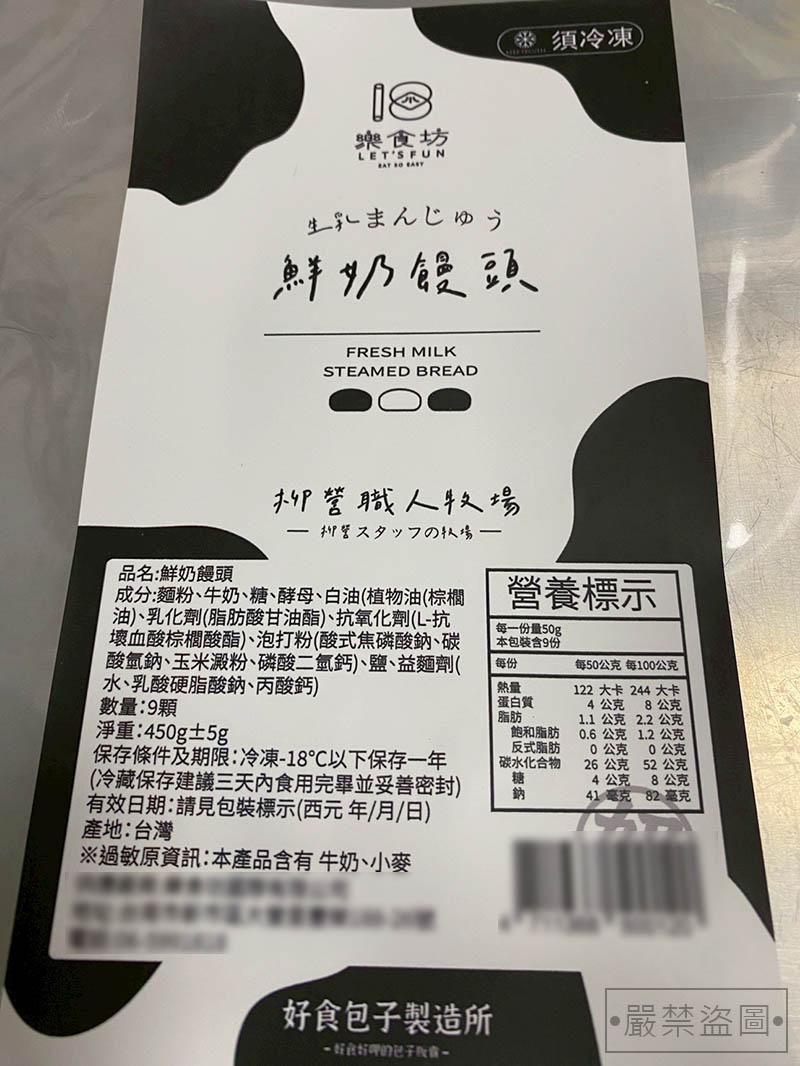 須冷凍
樂食坊
LET'S FUN
EAT SO EASY
生乳まんじゅう
鮮奶饅頭
FRESH MILK
STEAMED BREAD
柳營職人牧場
柳營スタッフの牧場
品名:鮮奶饅頭
成分:麵粉、牛奶、糖、酵母、白油(植物油(棕櫚
油)、乳化劑(脂肪酸甘油酯)、抗氧化劑(L-抗
壞血酸棕櫚酸酯)、泡打粉(酸式焦磷酸鈉、碳
酸氫鈉、玉米澱粉、磷酸二氫鈣)、鹽、益麵劑(
水、乳酸硬脂酸鈉、丙酸鈣)
數量:9顆
淨重:450g±5g
保存條件及期限:冷凍-18°C以下保存一年
(冷藏保存建議三天內食用完畢並妥善密封)
有效日期:請見包裝標示(西元 年/月/日)
產地:台灣
※過敏原資訊:本產品含有 牛奶、小麥
營養標示
每一份量50g
本包裝含9份
每份 每50公克 每100公克
熱量 122 大卡 244 大卡
蛋白質 4 公克 8 公克
脂肪 1.1 公克 2.2 公克
飽和脂肪 0.6 公克 1.2 公克
反式脂肪 0 公克 0 公克
碳水化合物 26 公克 52 公克
糖 4 公克 8 公克
鈉 41 毫克 82 毫克
好食包子製造所
嚴禁盜圖